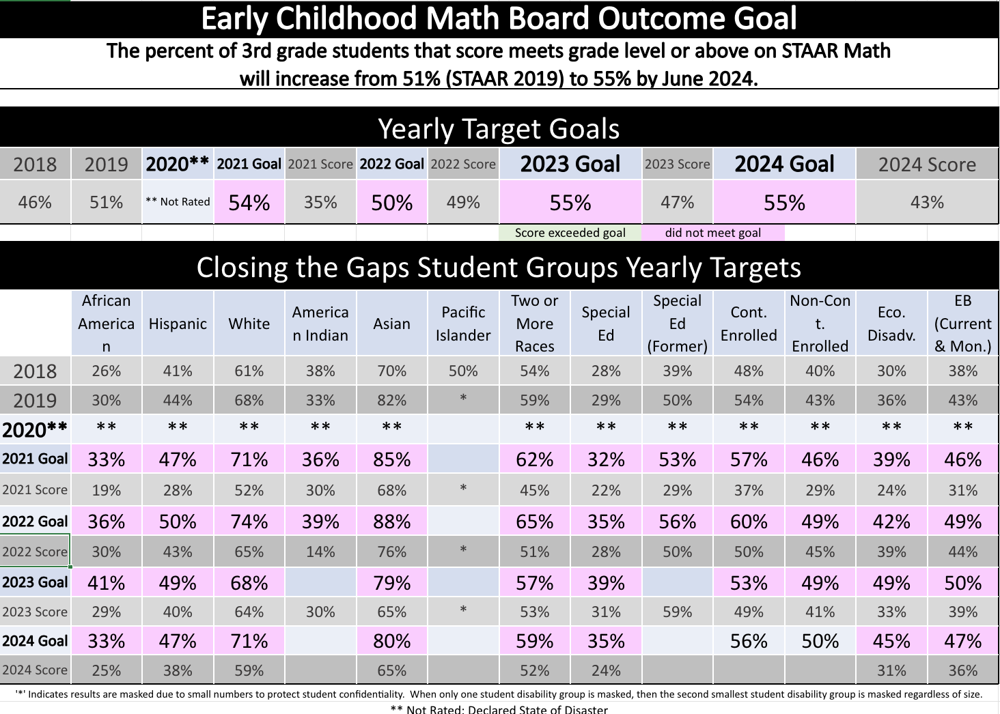 Early Childhood Math Board Outcome Goal
The percent of 3rd grade students that score meets grade level or above on STAAR Math
will increase from 51% (STAAR 2019) to 55% by June 2024.
Yearly Target Goals
2018 2019 2020** 2021 Goal 2021 Score 2022 Goal 2022 Score 2023 Goal 2023 Score 2024 Goal 2024 Score
46% 51% ** Not Rated 54% 35% 50% 49% 55% 47% 55% 43%
Score exceeded goal did not meet goal
Closing the Gaps Student Groups Yearly Targets
African
America
n
Hispanic
White
America
n Indian
Asian
Pacific
Islander
Two or
More
Races
Special
Ed
Special
Ed
(Former)
Cont.
Enrolled
Non-Con
t.
Enrolled
Eco.
Disadv.
EB
(Current
& Mon.)
2018 26% 41% 61% 38% 70% 50% 54% 28% 39% 48% 40% 30% 38%
2019 30% 44% 68% 33% 82% * 59% 29% 50% 54% 43% 36% 43%
2020** ** ** ** ** ** ** ** ** ** ** ** **
2021 Goal 33% 47% 71% 36% 85% 62% 32% 53% 57% 46% 39% 46%
2021 Score 19% 28% 52% 30% 68% * 45% 22% 29% 37% 29% 24% 31%
2022 Goal 36% 50% 74% 39% 88% 65% 35% 56% 60% 49% 42% 49%
2022 Score 30% 43% 65% 14% 76% * 51% 28% 50% 50% 45% 39% 44%
2023 Goal 41% 49% 68% 79% 57% 39% 53% 49% 49% 50%
2023 Score 29% 40% 64% 30% 65% * 53% 31% 59% 49% 41% 33% 39%
2024 Goal 33% 47% 71% 80% 59% 35% 56% 50% 45% 47%
2024 Score 25% 38% 59% 65% 52% 24% 31% 36%
'*' Indicates results are masked due to small numbers to protect student confidentiality. When only one student disability group is masked, then the second smallest student disability group is masked regardless of size.
** Not Rated: Declared State of Disaster